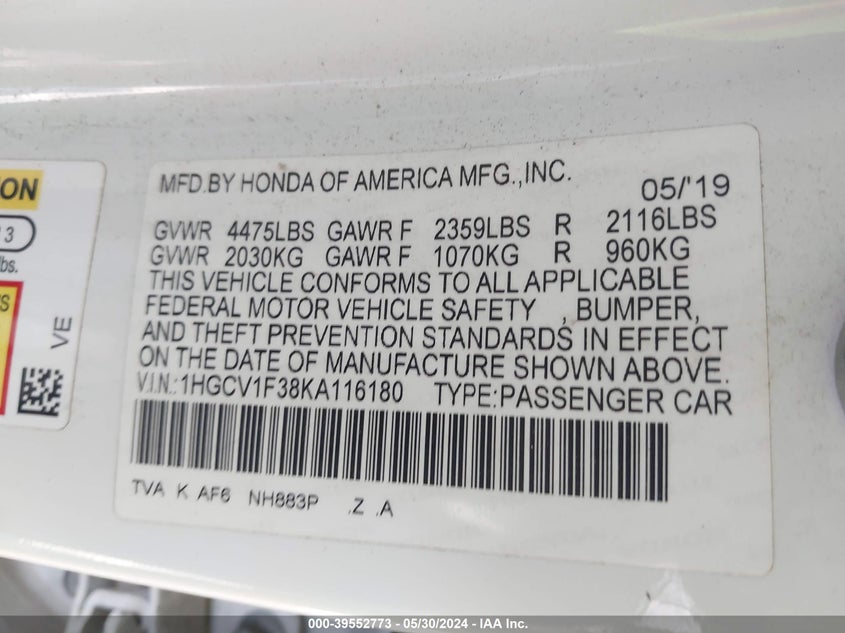 MFD.BY HONDA OF AMERICA MFG.,INC. 05/'19
GVWR 4475LBS GAWR F 2359LBS R 2116LBS
GVWR 2030KG GAWR F 1070KG R 960KG
THIS VEHICLE CONFORMS TO ALL APPLICABLE
FEDERAL MOTOR VEHICLE SAFETY , BUMPER,
AND THEFT PREVENTION STANDARDS IN EFFECT
ON THE DATE OF MANUFACTURE SHOWN ABOVE.
V.I.N.:1HGCV1F38KA116180 TYPE:PASSENGER CAR
TVA K AF6 NH883P .Z .A
VE
000-39552773 - 05/30/2024 - IAA Inc.